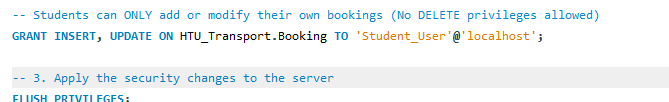 -- Students can ONLY add or modify their own bookings (No DELETE privileges allowed)
GRANT INSERT, UPDATE ON HTU_Transport.Booking TO 'Student_User'@'localhost';
-- 3. Apply the security changes to the server
FLUSH PRIVILEGES;